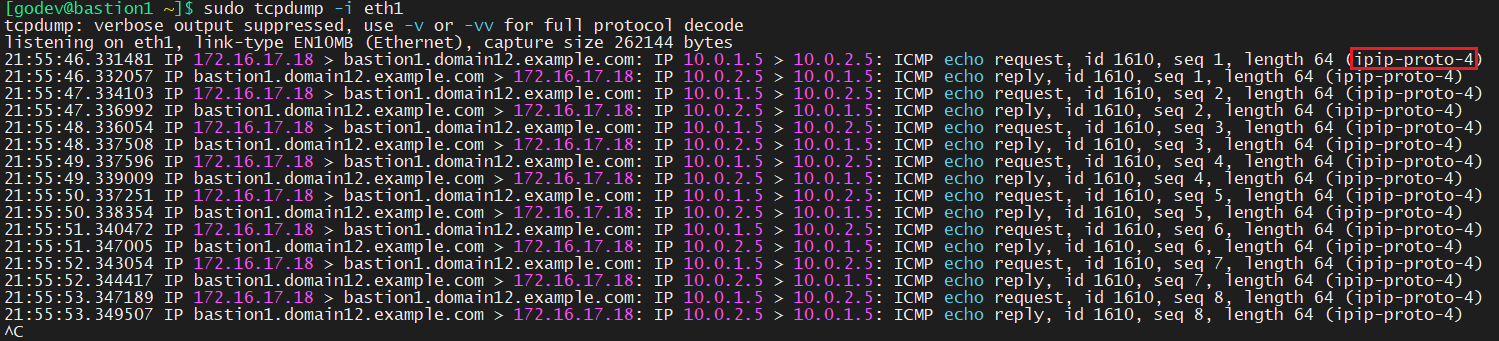 [godev@bastion1 ~]$ sudo tcpdump -i eth1
tcpdump: verbose output suppressed, use -v or -vv for full protocol decode
listening on eth1, link-type EN10MB (Ethernet), capture size 262144 bytes
21:55:46.331481 IP 172.16.17.18 > bastion1.domain12.example.com: IP 10.0.1.5 > 10.0.2.5: ICMP echo request, id 1610, seq 1, length 64 (ipip-proto-4)
21:55:46.332057 IP bastion1.domain12.example.com > 172.16.17.18: IP 10.0.2.5 > 10.0.1.5: ICMP echo reply, id 1610, seq 1, length 64 (ipip-proto-4)
21:55:47.334103 IP 172.16.17.18 > bastion1.domain12.example.com: IP 10.0.1.5 > 10.0.2.5: ICMP echo request, id 1610, seq 2, length 64 (ipip-proto-4)
21:55:47.336992 IP bastion1.domain12.example.com > 172.16.17.18: IP 10.0.2.5 > 10.0.1.5: ICMP echo reply, id 1610, seq 2, length 64 (ipip-proto-4)
21:55:48.336054 IP 172.16.17.18 > bastion1.domain12.example.com: IP 10.0.1.5 > 10.0.2.5: ICMP echo request, id 1610, seq 3, length 64 (ipip-proto-4)
21:55:48.337508 IP bastion1.domain12.example.com > 172.16.17.18: IP 10.0.2.5 > 10.0.1.5: ICMP echo reply, id 1610, seq 3, length 64 (ipip-proto-4)
21:55:49.337596 IP 172.16.17.18 > bastion1.domain12.example.com: IP 10.0.1.5 > 10.0.2.5: ICMP echo request, id 1610, seq 4, length 64 (ipip-proto-4)
21:55:49.339009 IP bastion1.domain12.example.com > 172.16.17.18: IP 10.0.2.5 > 10.0.1.5: ICMP echo reply, id 1610, seq 4, length 64 (ipip-proto-4)
21:55:50.337251 IP 172.16.17.18 > bastion1.domain12.example.com: IP 10.0.1.5 > 10.0.2.5: ICMP echo request, id 1610, seq 5, length 64 (ipip-proto-4)
21:55:50.338354 IP bastion1.domain12.example.com > 172.16.17.18: IP 10.0.2.5 > 10.0.1.5: ICMP echo reply, id 1610, seq 5, length 64 (ipip-proto-4)
21:55:51.340472 IP 172.16.17.18 > bastion1.domain12.example.com: IP 10.0.1.5 > 10.0.2.5: ICMP echo request, id 1610, seq 6, length 64 (ipip-proto-4)
21:55:51.347005 IP bastion1.domain12.example.com > 172.16.17.18: IP 10.0.2.5 > 10.0.1.5: ICMP echo reply, id 1610, seq 6, length 64 (ipip-proto-4)
21:55:52.343054 IP 172.16.17.18 > bastion1.domain12.example.com: IP 10.0.1.5 > 10.0.2.5: ICMP echo request, id 1610, seq 7, length 64 (ipip-proto-4)
21:55:52.344417 IP bastion1.domain12.example.com > 172.16.17.18: IP 10.0.2.5 > 10.0.1.5: ICMP echo reply, id 1610, seq 7, length 64 (ipip-proto-4)
21:55:53.347189 IP 172.16.17.18 > bastion1.domain12.example.com: IP 10.0.1.5 > 10.0.2.5: ICMP echo request, id 1610, seq 8, length 64 (ipip-proto-4)
21:55:53.349507 IP bastion1.domain12.example.com > 172.16.17.18: IP 10.0.2.5 > 10.0.1.5: ICMP echo reply, id 1610, seq 8, length 64 (ipip-proto-4)
^C